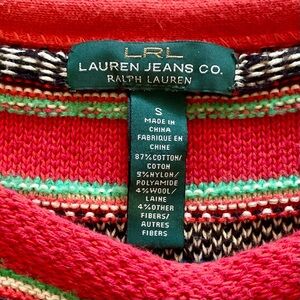 LRL
LAUREN JEANS CO.
RALPH LAUREN
S
MADE IN
CHINA
FABRIQUE EN
CHINE
87%COTTON/
COTON
5%NYLON/
POLYAMIDE
4%WOOL/
LAINE
4%OTHER
FIBERS/
AUTRES
FIBERS